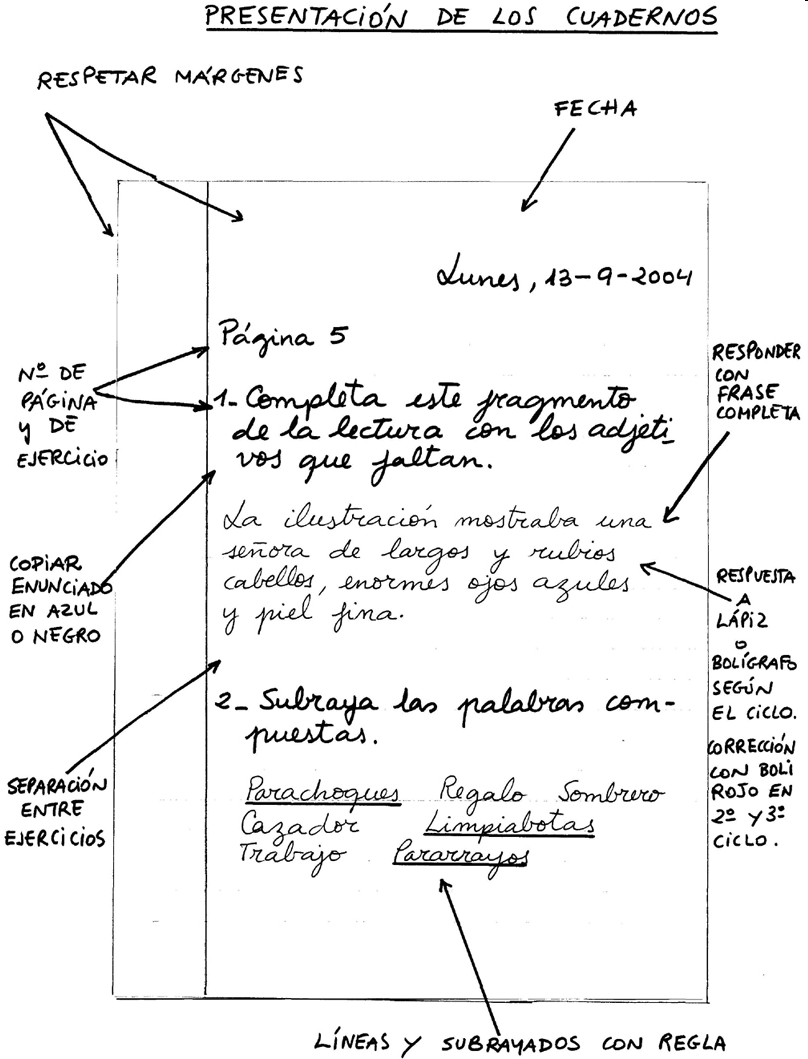 PRESENTACIÓN DE LOS CUADERNOS
RESPETAR MÁRGENES
FECHA
Lunes, 13-9-2004
Página 5
Nº DE
PÁGINA
y DE
EJERCICIO
1- Completa este fragmento
de la lectura con los adjeti-
vos que faltan.
RESPONDER
CON
FRASE
COMPLETA
La ilustración mostraba una
señora de largos y rubios
cabellos, enormes ojos azules
y piel fina.
COPIAR
ENUNCIADO
EN AZUL
O NEGRO
RESPUESTA
A
LÁPIZ
O
BOLÍGRAFO
SEGÚN
EL CICLO.
CORRECCIÓN
CON BOLI
ROJO EN
2º Y 3º
CICLO.
2- Subraya las palabras com-
puestas.
Parachoques Regalo Sombrero
Cazador Limpiabotas
Trabajo Pararrayos
SEPARACIÓN
ENTRE
EJERCICIOS
LÍNEAS Y SUBRAYADOS CON REGLA